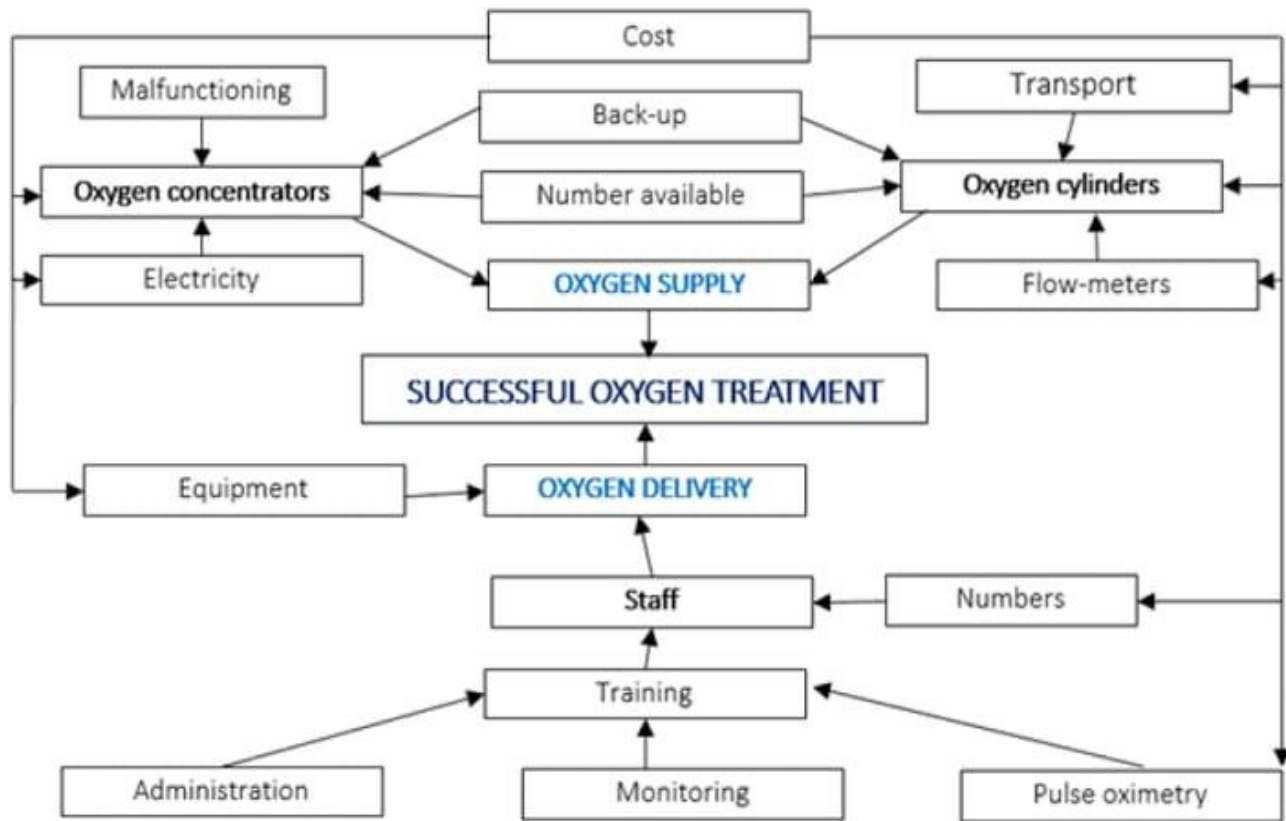 Cost
Malfunctioning
Back-up
Transport
Oxygen concentrators
Number available
Oxygen cylinders
Electricity
OXYGEN SUPPLY
Flow-meters
SUCCESSFUL OXYGEN TREATMENT
Equipment
OXYGEN DELIVERY
Staff
Numbers
Training
Administration
Monitoring
Pulse oximetry